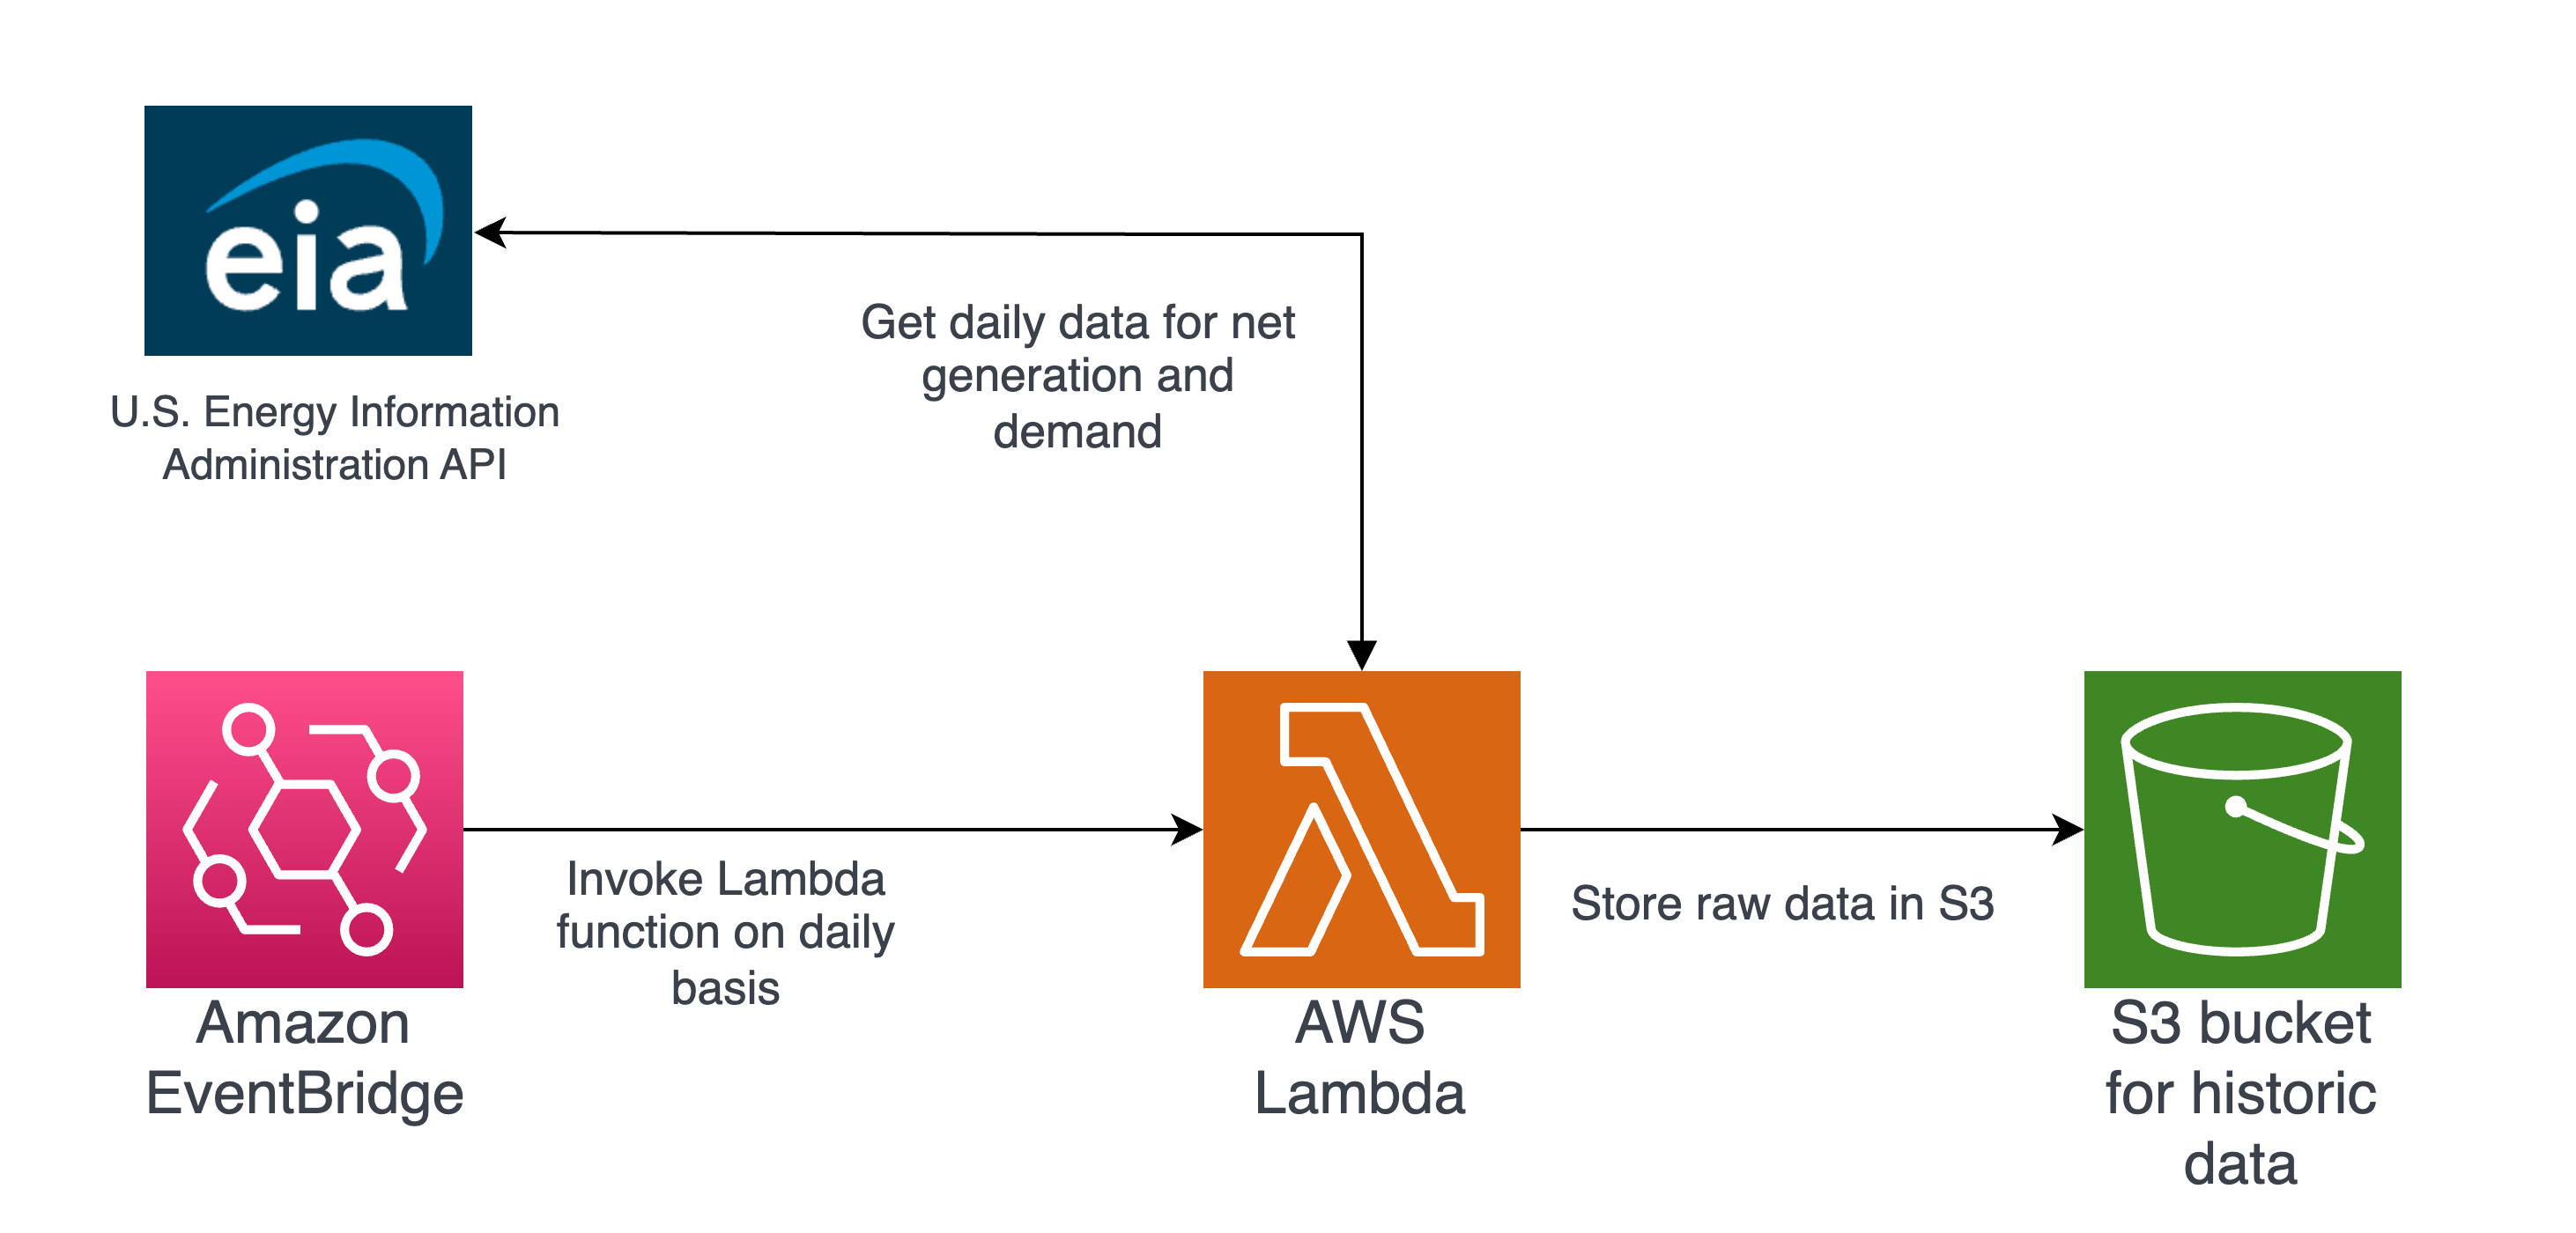 eia
U.S. Energy Information
Administration API
Get daily data for net
generation and
demand
Invoke Lambda
function on daily
basis
Store raw data in S3
Amazon
EventBridge
AWS
Lambda
S3 bucket
for historic
data